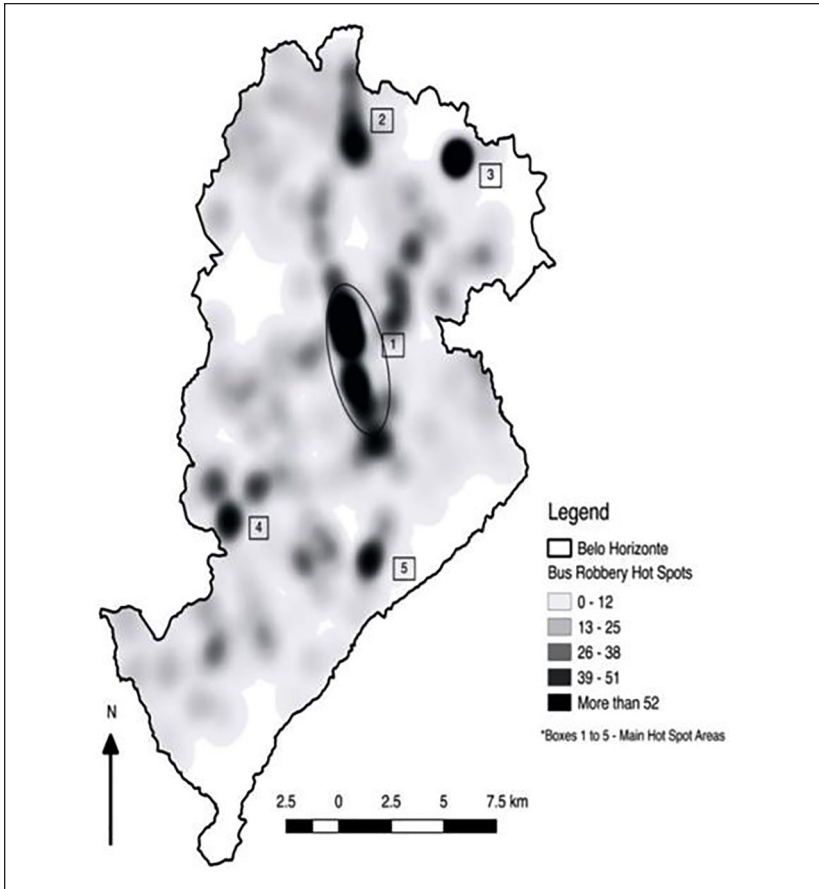 2
3
1
4
5
Legend
Belo Horizonte
Bus Robbery Hot Spots
0 - 12
13 - 25
26 - 38
39 - 51
More than 52
*Boxes 1 to 5 - Main Hot Spot Areas
N
2.5 0 2.5 5 7.5 km